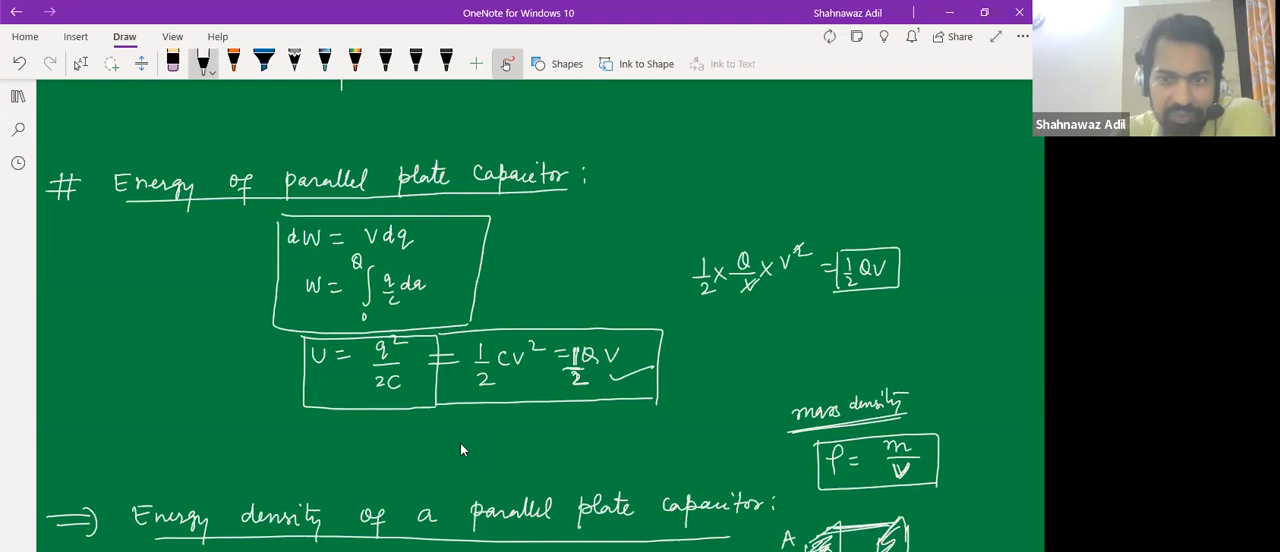 OneNote for Windows 10
Shahnawaz Adil
Home Insert Draw View Help
Share
Shapes Ink to Shape Ink to Text
Shahnawaz Adil
# Energy of parallel plate capacitor:
dW = Vdq
W = ∫₀^Q q/c dq
1/2 × Q/V × V² = 1/2 QV
U = q²/2C = 1/2 CV² = 1/2 QV
mass density
ρ = m/V
⇒ Energy density of a parallel plate capacitor:
A